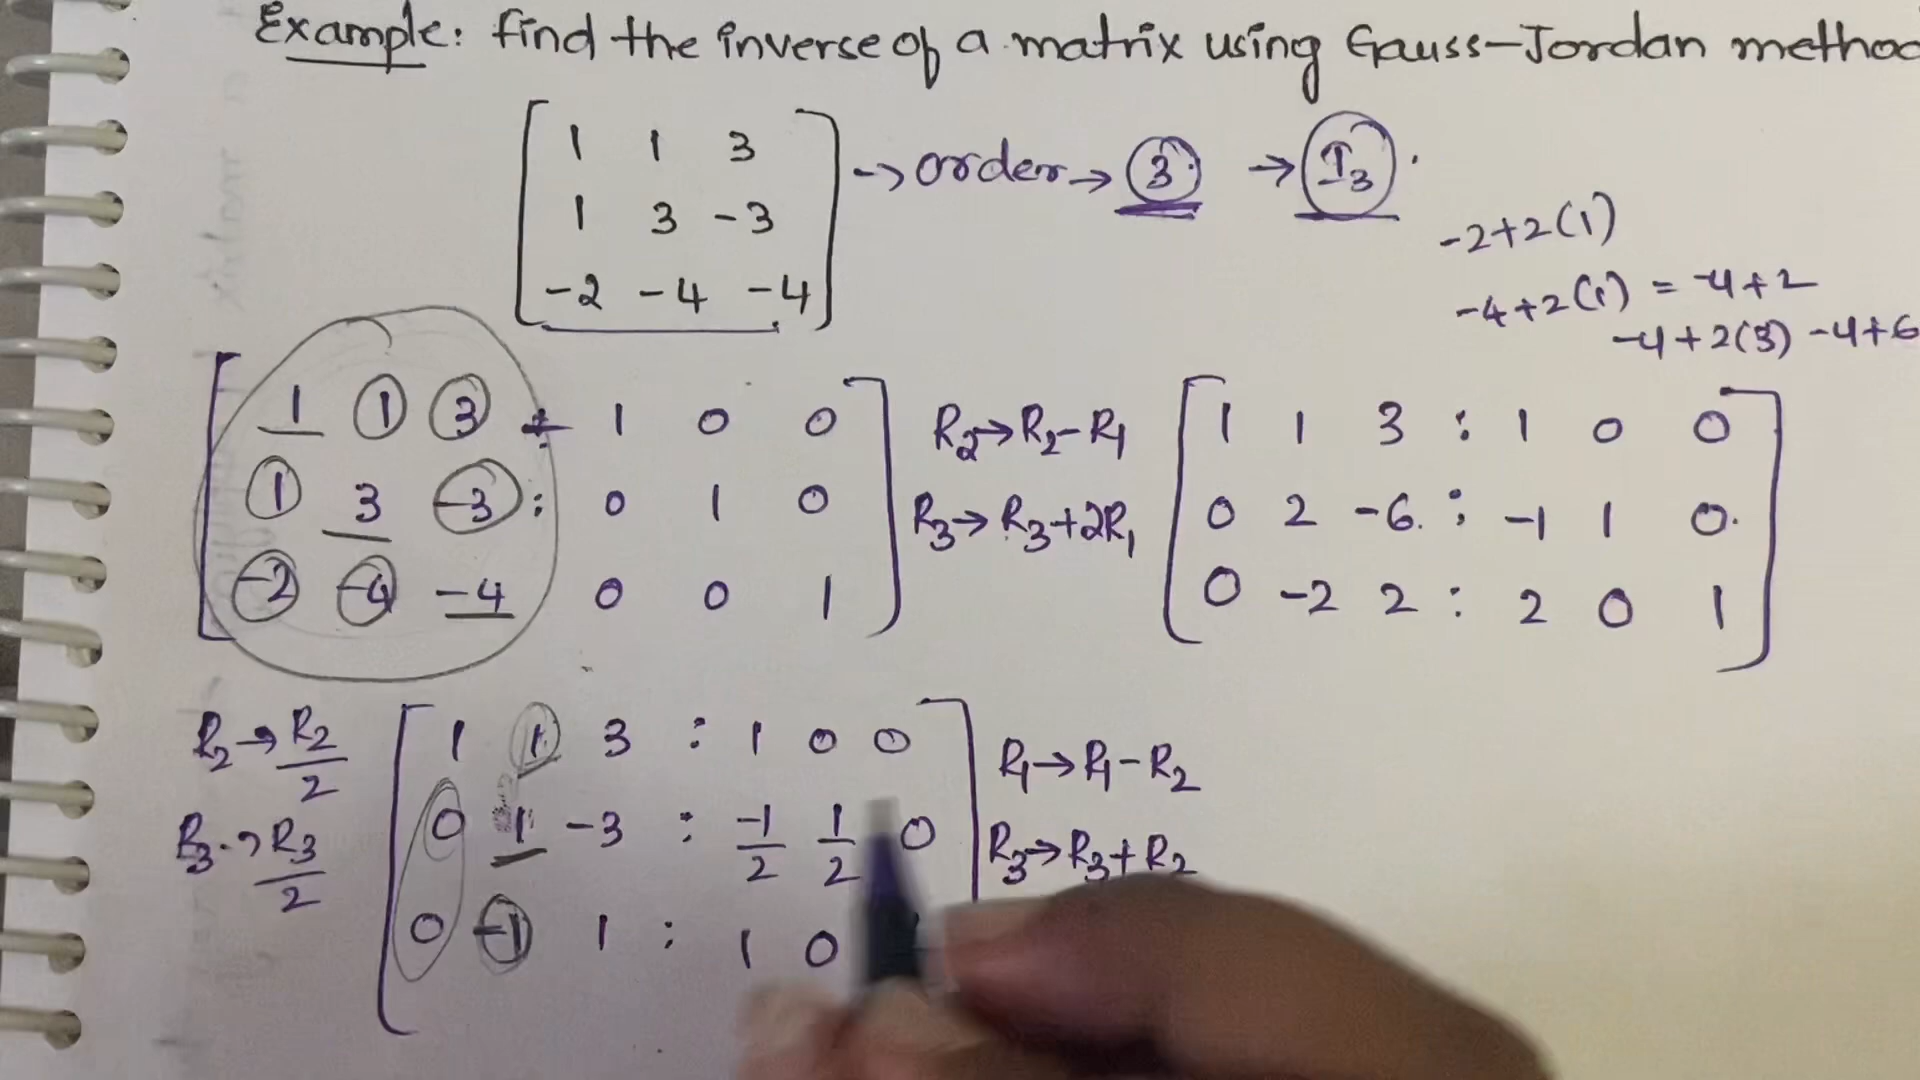 Example: find the inverse of a matrix using Gauss-Jordan method
1 1 3 → order → 3 → I3
1 3 -3
-2 -4 -4
-2+2(1)
-4+2(1) = -4+2
-4+2(3) -4+6
1 1 3 : 1 0 0
1 3 -3 : 0 1 0
-2 -4 -4 0 0 1
R2→R2-R1
R3→R3+2R1
1 1 3 : 1 0 0
0 2 -6 : -1 1 0
0 -2 2 : 2 0 1
R2→R2/2
R3→R3/2
1 1 3 : 1 0 0
0 1 -3 : -1/2 1/2 0
0 -1 1 : 1 0
R1→R1-R2
R3→R3+R2